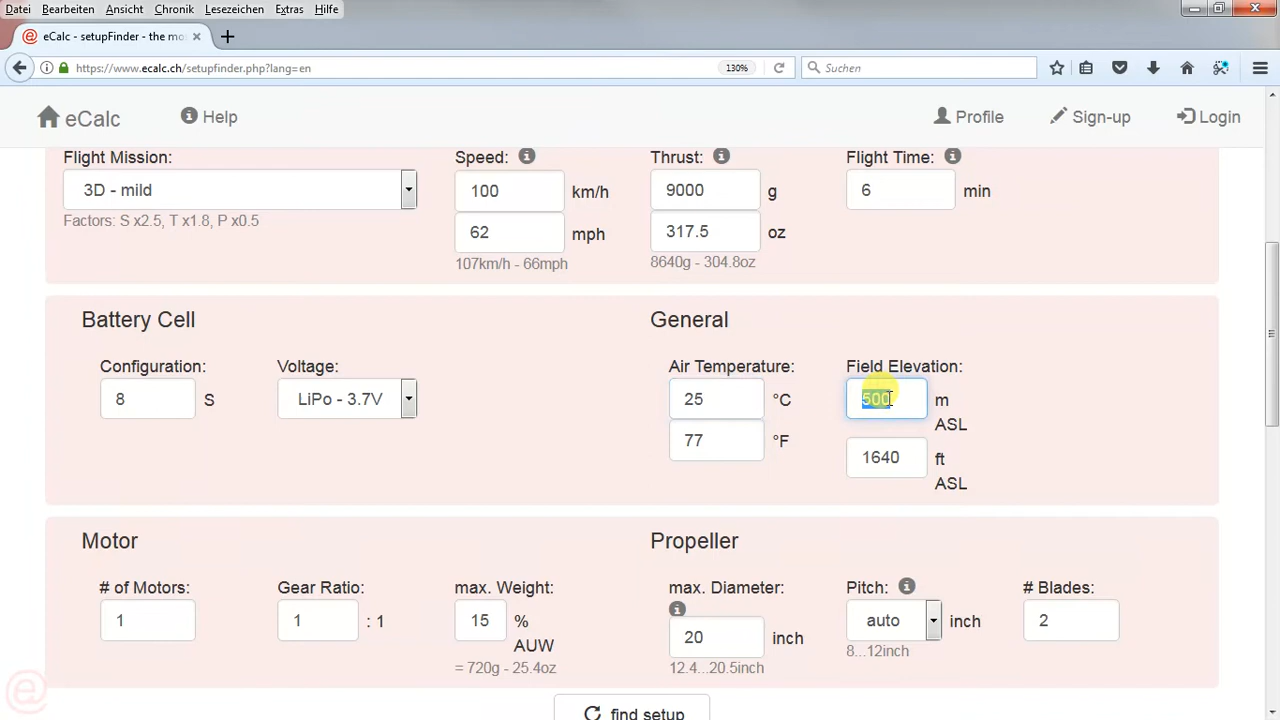 Datei Bearbeiten Ansicht Chronik Lesezeichen Extras Hilfe
eCalc - setupFinder - the mo
https://www.ecalc.ch/setupfinder.php?lang=en 130% Suchen
eCalc Help Profile Sign-up Login
Flight Mission: Speed: Thrust: Flight Time:
3D - mild 100 km/h 9000 g 6 min
Factors: S x2.5, T x1.8, P x0.5
62 mph 317.5 oz
107km/h - 66mph 8640g - 304.8oz
Battery Cell General
Configuration: Voltage: Air Temperature: Field Elevation:
8 S LiPo - 3.7V 25 °C 500 m
ASL
77 °F 1640 ft
ASL
Motor Propeller
# of Motors: Gear Ratio: max. Weight: max. Diameter: Pitch: # Blades:
1 1 : 1 15 % 20 inch auto inch 2
AUW
= 720g - 25.4oz 12.4...20.5inch 8...12inch
find setup